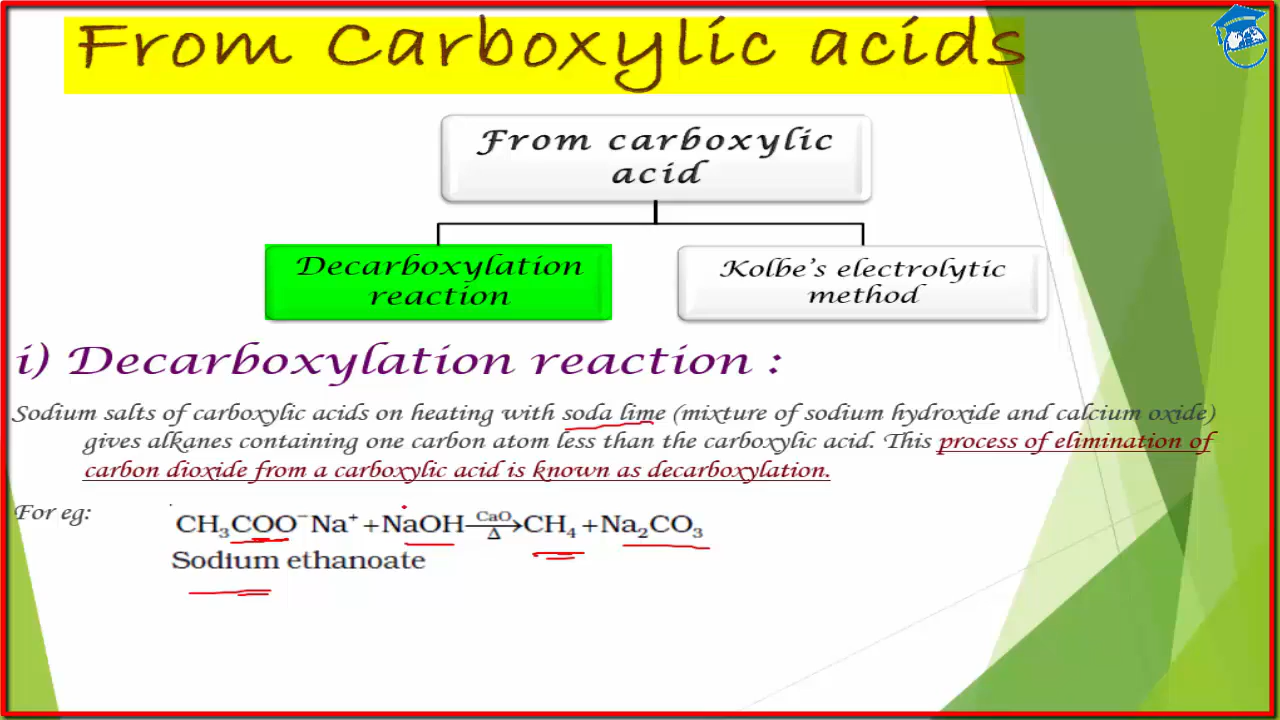 From Carboxylic acids
From carboxylic
acid
Decarboxylation
reaction
Kolbe's electrolytic
method
i) Decarboxylation reaction :
Sodium salts of carboxylic acids on heating with soda lime (mixture of sodium hydroxide and calcium oxide)
gives alkanes containing one carbon atom less than the carboxylic acid. This process of elimination of
carbon dioxide from a carboxylic acid is known as decarboxylation.
For eg:
CH₃COO⁻Na⁺ + NaOH —CaO/Δ→ CH₄ + Na₂CO₃
Sodium ethanoate